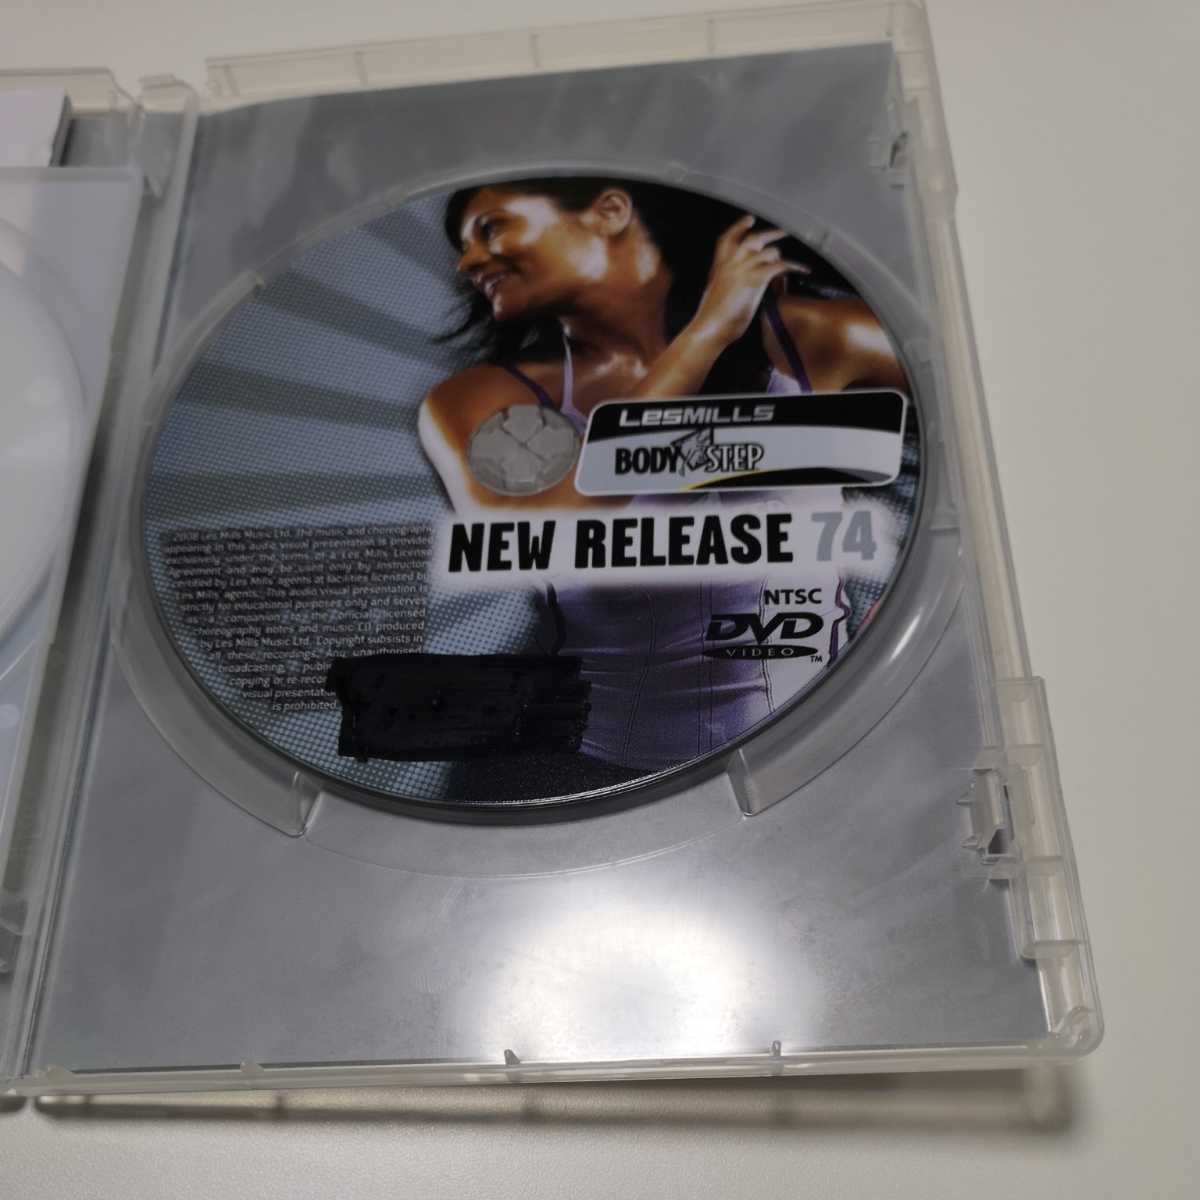 LESMILLS
BODY STEP
NEW RELEASE 74
NTSC
DVD
VIDEO
TM
2008 Les Mills Music Ltd. The music and choreography
appearing in this audio visual presentation is provided
exclusively under the terms of a Les Mills License
Agreement and may be used only by instructors
certified by Les Mills' agents at facilities licensed by
Les Mills' agents. This audio visual presentation is
strictly for educational purposes only and serves
as a companion to the official licensed
choreography notes and music CD produced
by Les Mills Music Ltd. Copyright subsists in
all these recordings. Any unauthorised
broadcasting, public
copying or re-recor
visual presentatio
is prohibited.